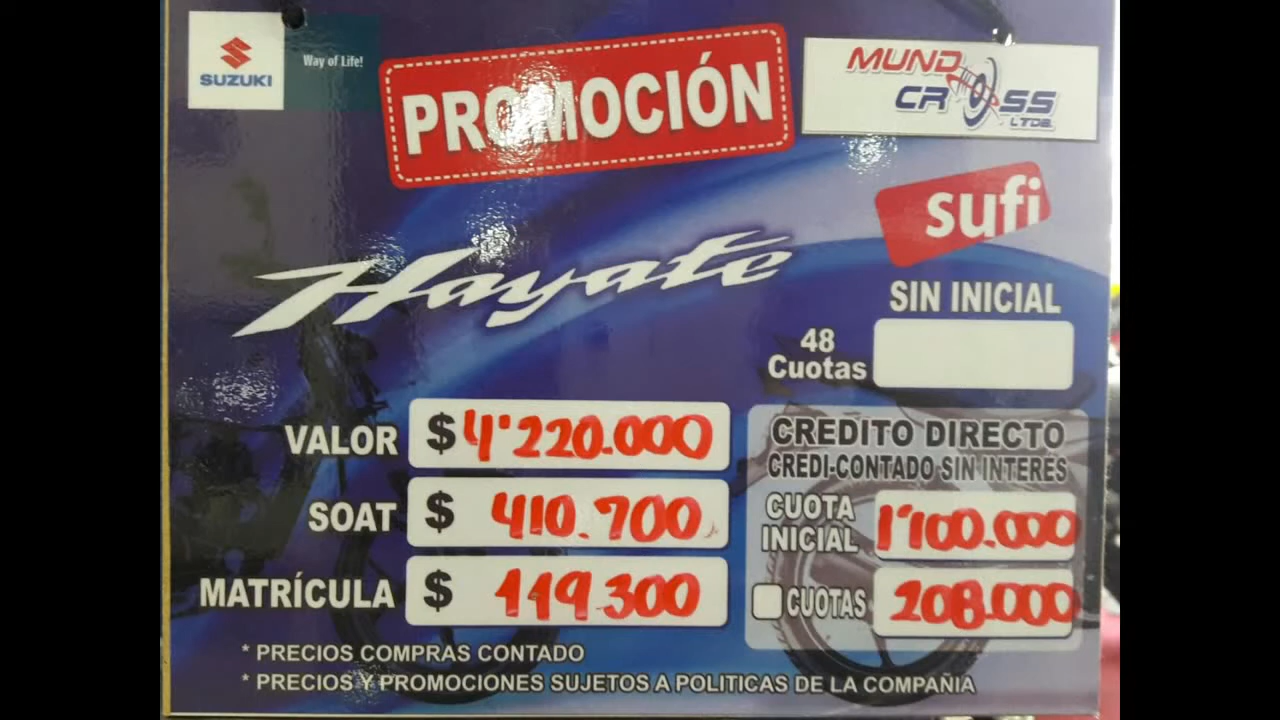 SUZUKI
Way of Life!
PROMOCIÓN
MUNDO
CROSS
LTDA.
sufi
Hayate
SIN INICIAL
48
Cuotas
VALOR $ 4'220.000
SOAT $ 410.700
MATRÍCULA $ 119.300
CREDITO DIRECTO
CREDI-CONTADO SIN INTERÉS
CUOTA
INICIAL 1'100.000
CUOTAS 208.000
* PRECIOS COMPRAS CONTADO
* PRECIOS Y PROMOCIONES SUJETOS A POLITICAS DE LA COMPAÑIA